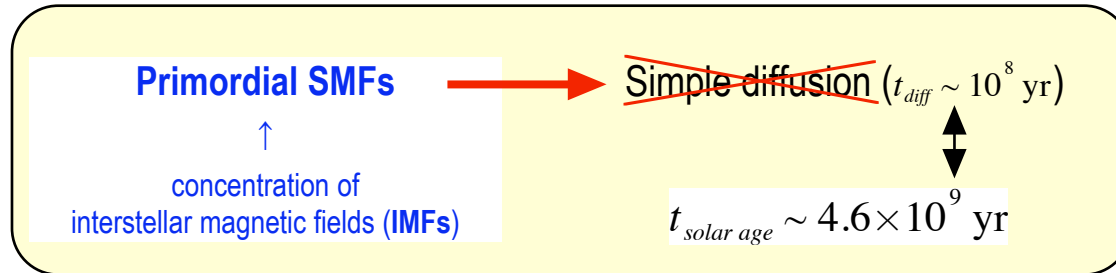 Primordial SMFs
↑
concentration of
interstellar magnetic fields (IMFs)
Simple diffusion (t_diff ~ 10^8 yr)
t_solar age ~ 4.6×10^9 yr